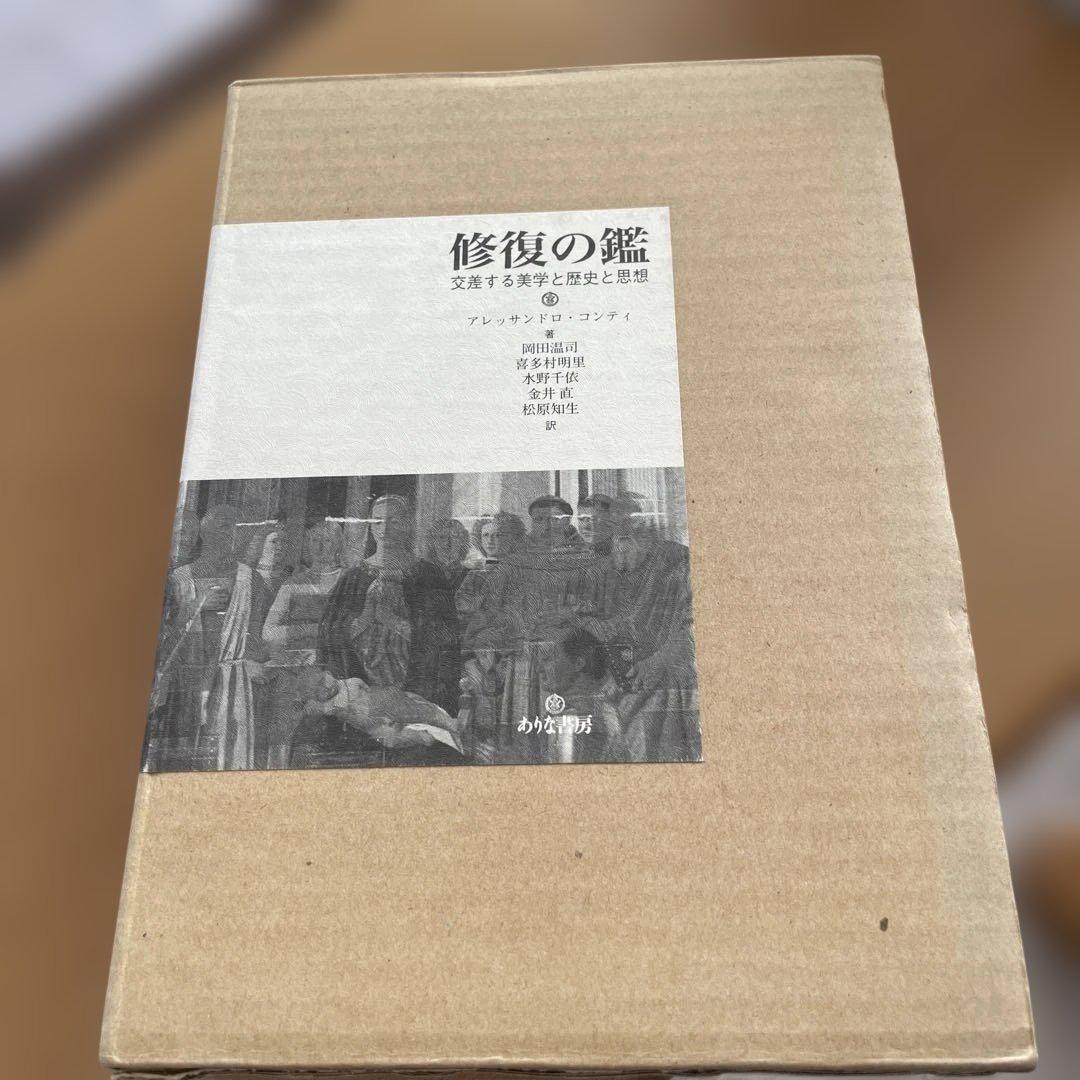 修復の鑑
交差する美学と歴史と思想
アレッサンドロ・コンティ
著
岡田温司
喜多村明里
水野千依
金井 直
松原知生
訳
ありな書房